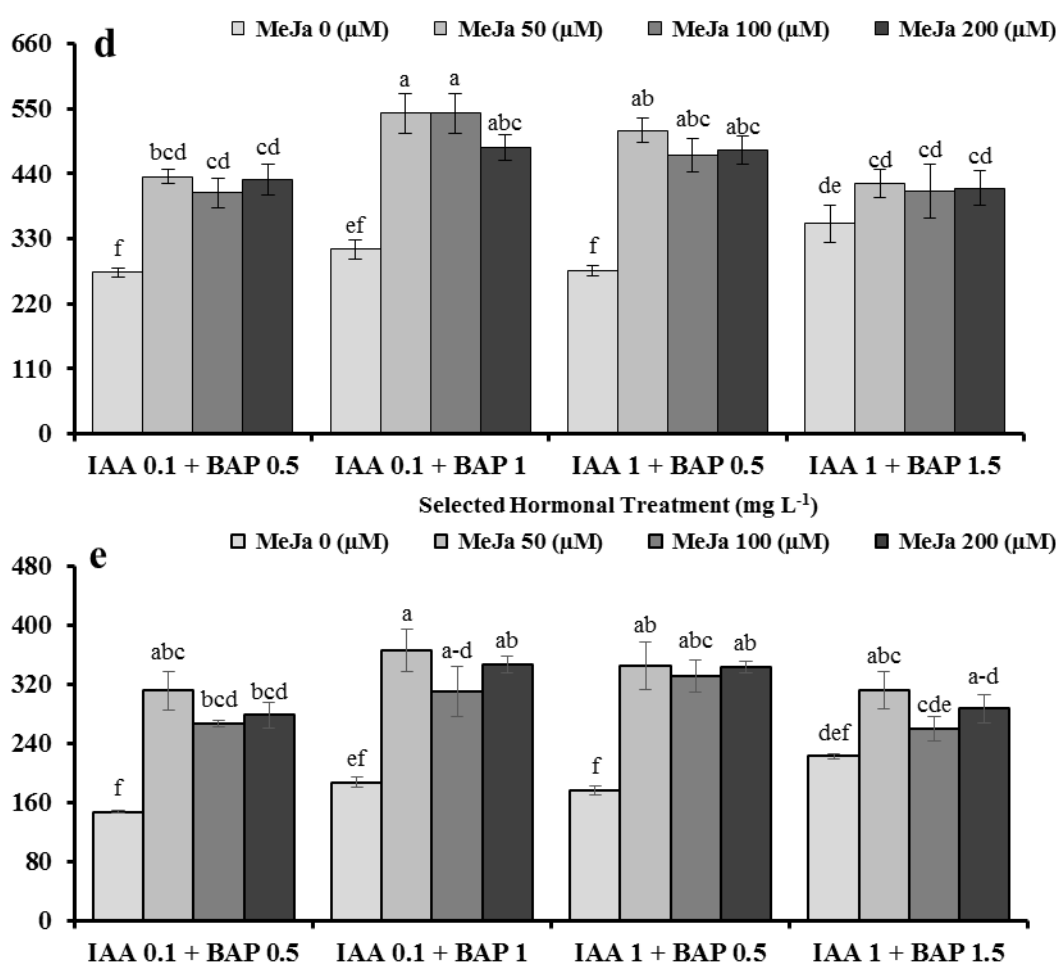 d
MeJa 0 (µM) MeJa 50 (µM) MeJa 100 (µM) MeJa 200 (µM)
660
550
440
330
220
110
0
f bcd cd cd
ef a a abc
f ab abc abc
de cd cd cd
IAA 0.1 + BAP 0.5 IAA 0.1 + BAP 1 IAA 1 + BAP 0.5 IAA 1 + BAP 1.5
Selected Hormonal Treatment (mg L⁻¹)
e
MeJa 0 (µM) MeJa 50 (µM) MeJa 100 (µM) MeJa 200 (µM)
480
400
320
240
160
80
0
f abc bcd bcd
ef a a-d ab
f ab abc ab
def abc cde a-d
IAA 0.1 + BAP 0.5 IAA 0.1 + BAP 1 IAA 1 + BAP 0.5 IAA 1 + BAP 1.5